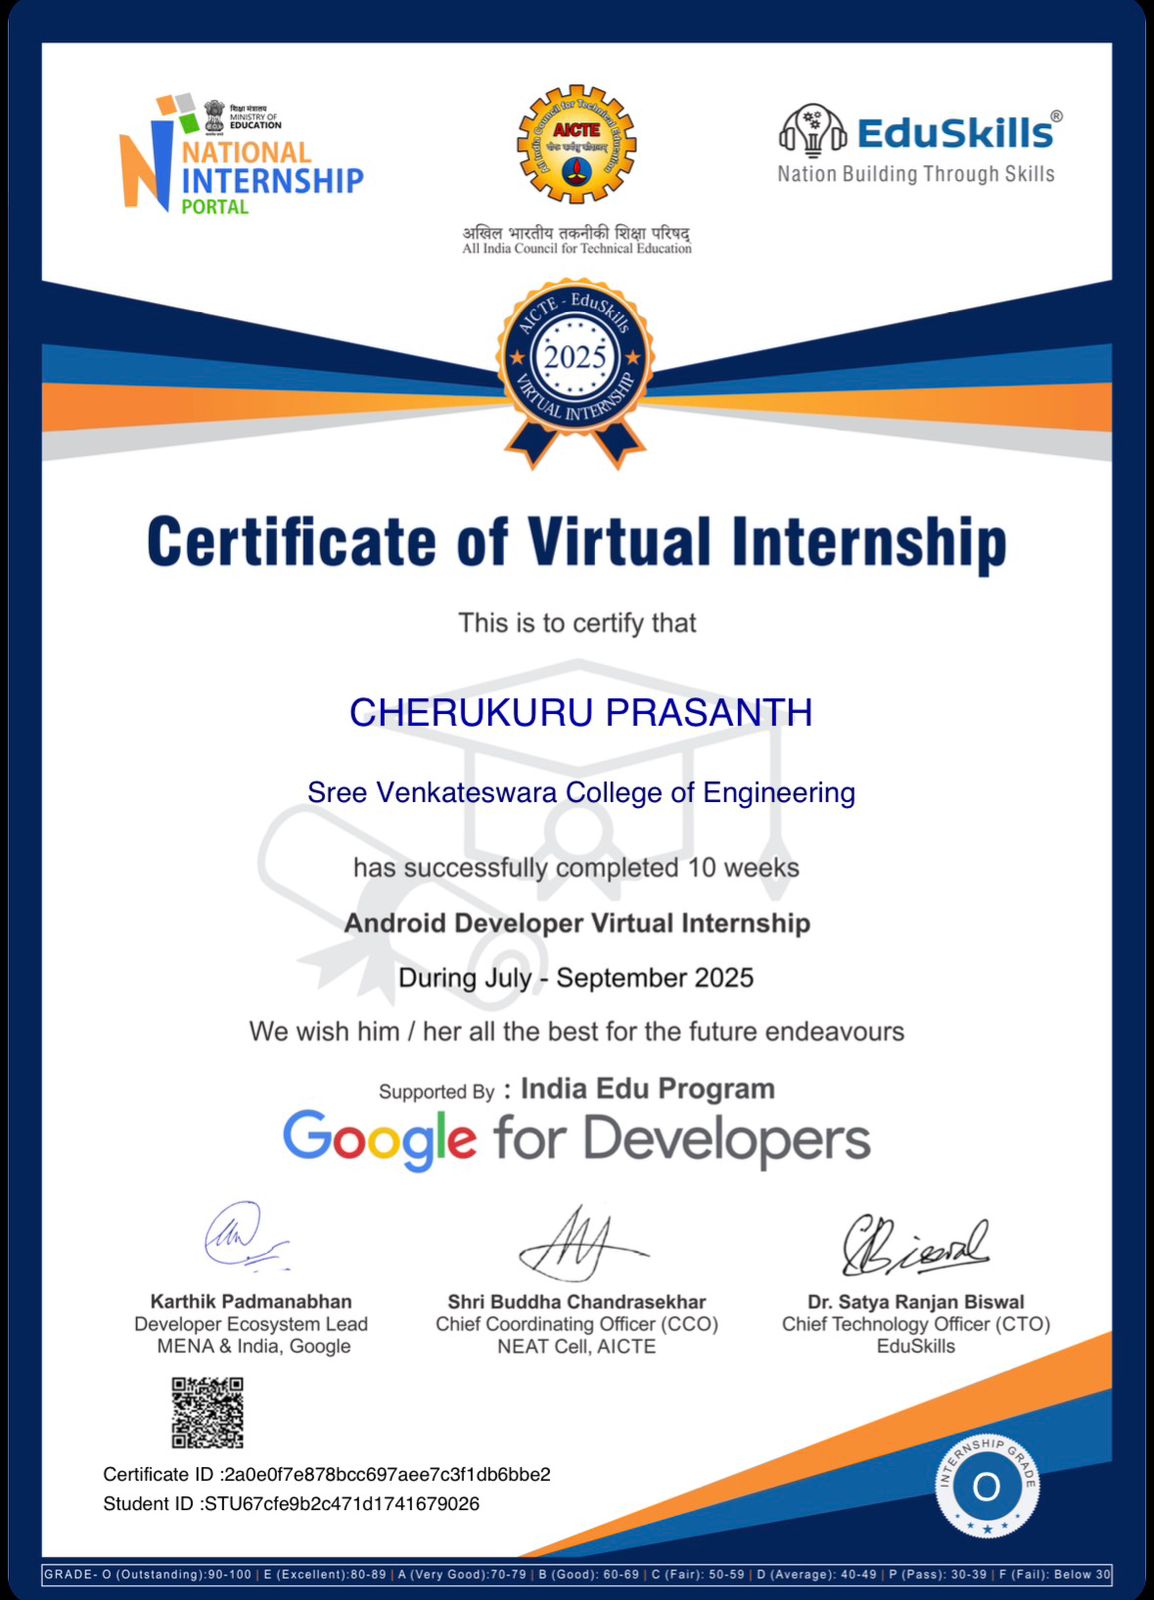 शिक्षा मंत्रालय
MINISTRY OF
EDUCATION
NATIONAL
INTERNSHIP
PORTAL
All India Council for Technical Education
AICTE
योगः कर्मसु कौशलम्
अखिल भारतीय तकनीकी शिक्षा परिषद्
All India Council for Technical Education
EduSkills®
Nation Building Through Skills
AICTE - EduSkills
2025
VIRTUAL INTERNSHIP
Certificate of Virtual Internship
This is to certify that
CHERUKURU PRASANTH
Sree Venkateswara College of Engineering
has successfully completed 10 weeks
Android Developer Virtual Internship
During July - September 2025
We wish him / her all the best for the future endeavours
Supported By : India Edu Program
Google for Developers
Karthik Padmanabhan
Developer Ecosystem Lead
MENA & India, Google
Shri Buddha Chandrasekhar
Chief Coordinating Officer (CCO)
NEAT Cell, AICTE
SRBiswal
Dr. Satya Ranjan Biswal
Chief Technology Officer (CTO)
EduSkills
Certificate ID :2a0e0f7e878bcc697aee7c3f1db6bbe2
Student ID :STU67cfe9b2c471d1741679026
INTERNSHIP GRADE
O
GRADE- O (Outstanding):90-100 | E (Excellent):80-89 | A (Very Good):70-79 | B (Good): 60-69 | C (Fair): 50-59 | D (Average): 40-49 | P (Pass): 30-39 | F (Fail): Below 30